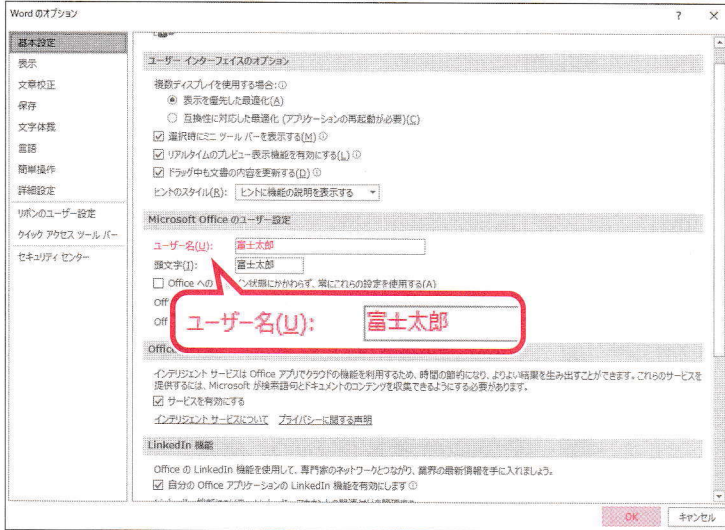 Word のオプション
? ×
基本設定
表示
文章校正
保存
文字体裁
言語
簡単操作
詳細設定
リボンのユーザー設定
クイック アクセス ツール バー
セキュリティ センター
ユーザー インターフェイスのオプション
複数ディスプレイを使用する場合:
表示を優先した最適化(A)
互換性に対応した最適化 (アプリケーションの再起動が必要)(C)
選択時にミニ ツール バーを表示する(M)
リアルタイムのプレビュー表示機能を有効にする(L)
ドラッグ中も文書の内容を更新する(D)
ヒントのスタイル(R): ヒントに機能の説明を表示する
Microsoft Office のユーザー設定
ユーザー名(U): 富士太郎
頭文字(I): 富士太郎
Office への イン状態にかかわらず、常にこれらの設定を使用する(A)
Off
Off
ユーザー名(U): 富士太郎
Office
インテリジェント サービスは Office アプリでクラウドの機能を利用するため、時間の節約になり、よりよい結果を生み出すことができます。これらのサービスを
提供するには、Microsoft が検索語句とドキュメントのコンテンツを収集できるようにする必要があります。
サービスを有効にする
インテリジェント サービスについて プライバシーに関する声明
LinkedIn 機能
Office の LinkedIn 機能を使用して、専門家のネットワークとつながり、業界の最新情報を手に入れましょう。
自分の Office アプリケーションの LinkedIn 機能を有効にします
OK キャンセル